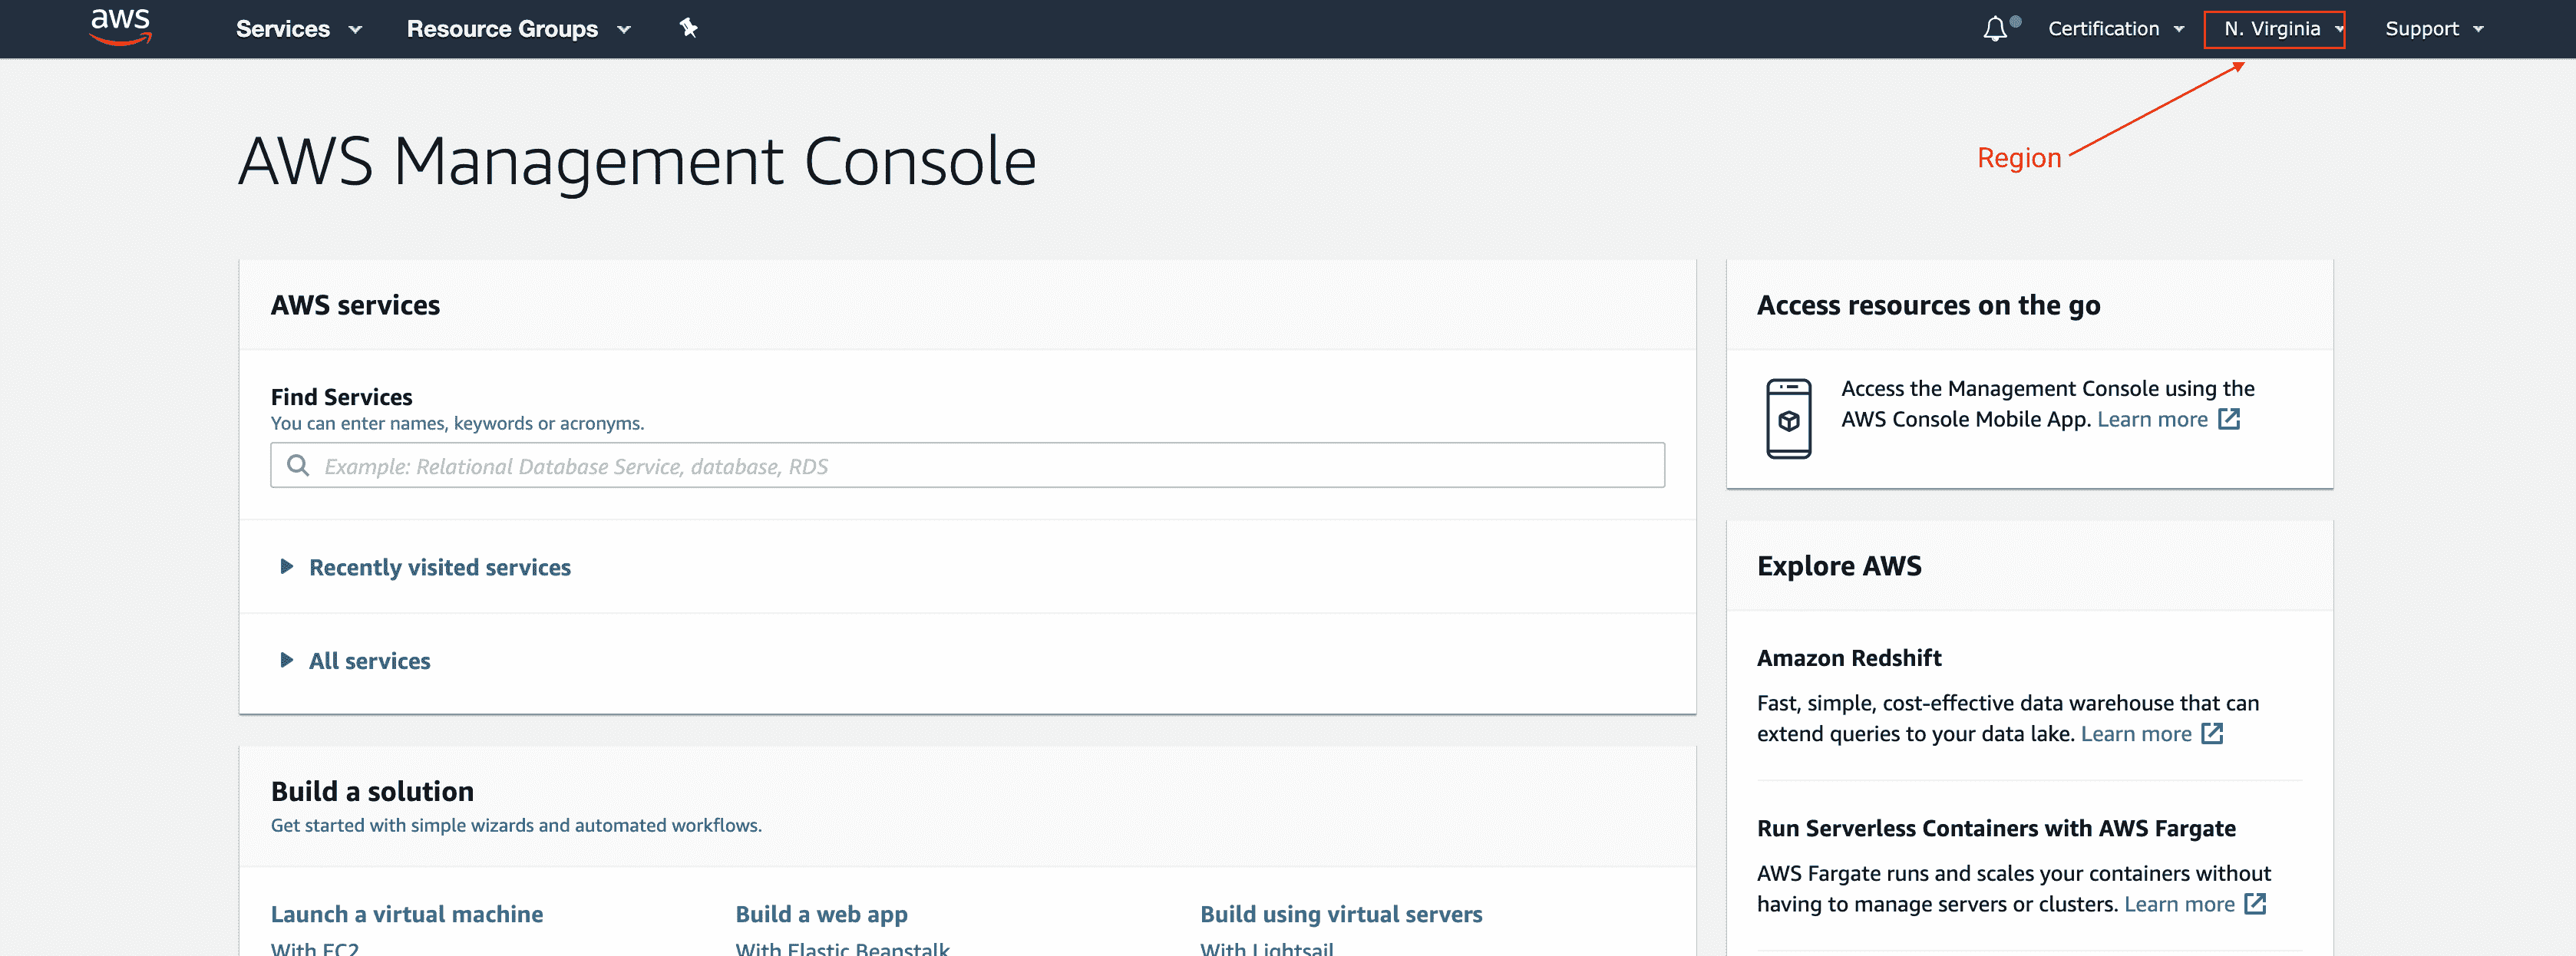 aws
Services
Resource Groups
Certification
N. Virginia
Support
Region
AWS Management Console
AWS services
Find Services
You can enter names, keywords or acronyms.
Example: Relational Database Service, database, RDS
Recently visited services
All services
Build a solution
Get started with simple wizards and automated workflows.
Launch a virtual machine
With EC2
Build a web app
With Elastic Beanstalk
Build using virtual servers
With Lightsail
Access resources on the go
Access the Management Console using the
AWS Console Mobile App. Learn more
Explore AWS
Amazon Redshift
Fast, simple, cost-effective data warehouse that can
extend queries to your data lake. Learn more
Run Serverless Containers with AWS Fargate
AWS Fargate runs and scales your containers without
having to manage servers or clusters. Learn more